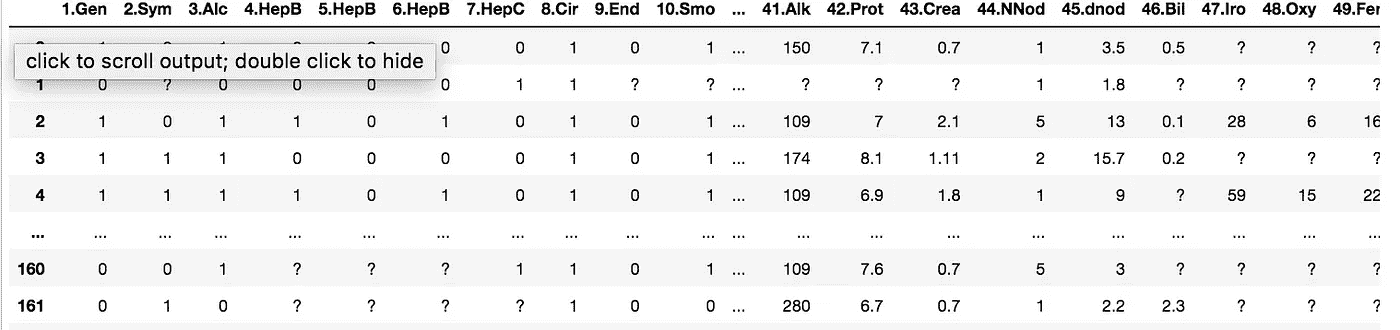 1.Gen 2.Sym 3.Alc 4.HepB 5.HepB 6.HepB 7.HepC 8.Cir 9.End 10.Smo ... 41.Alk 42.Prot 43.Crea 44.NNod 45.dnod 46.Bil 47.Iro 48.Oxy 49.Fer
0 0 1 0 1 ... 150 7.1 0.7 1 3.5 0.5 ? ? ?
click to scroll output; double click to hide
1 0 ? 0 0 0 0 1 1 ? ? ... ? ? ? 1 1.8 ? ? ? ?
2 1 0 1 1 0 1 0 1 0 1 ... 109 7 2.1 5 13 0.1 28 6 16
3 1 1 1 0 0 0 0 1 0 1 ... 174 8.1 1.11 2 15.7 0.2 ? ? ?
4 1 1 1 1 0 1 0 1 0 1 ... 109 6.9 1.8 1 9 ? 59 15 22
... ... ... ... ... ... ... ... ... ... ... ... ... ... ... ... ... ... ... ...
160 0 0 1 ? ? ? 1 1 0 1 ... 109 7.6 0.7 5 3 ? ? ? ?
161 0 1 0 ? ? ? ? 1 0 0 ... 280 6.7 0.7 1 2.2 2.3 ? ? ?